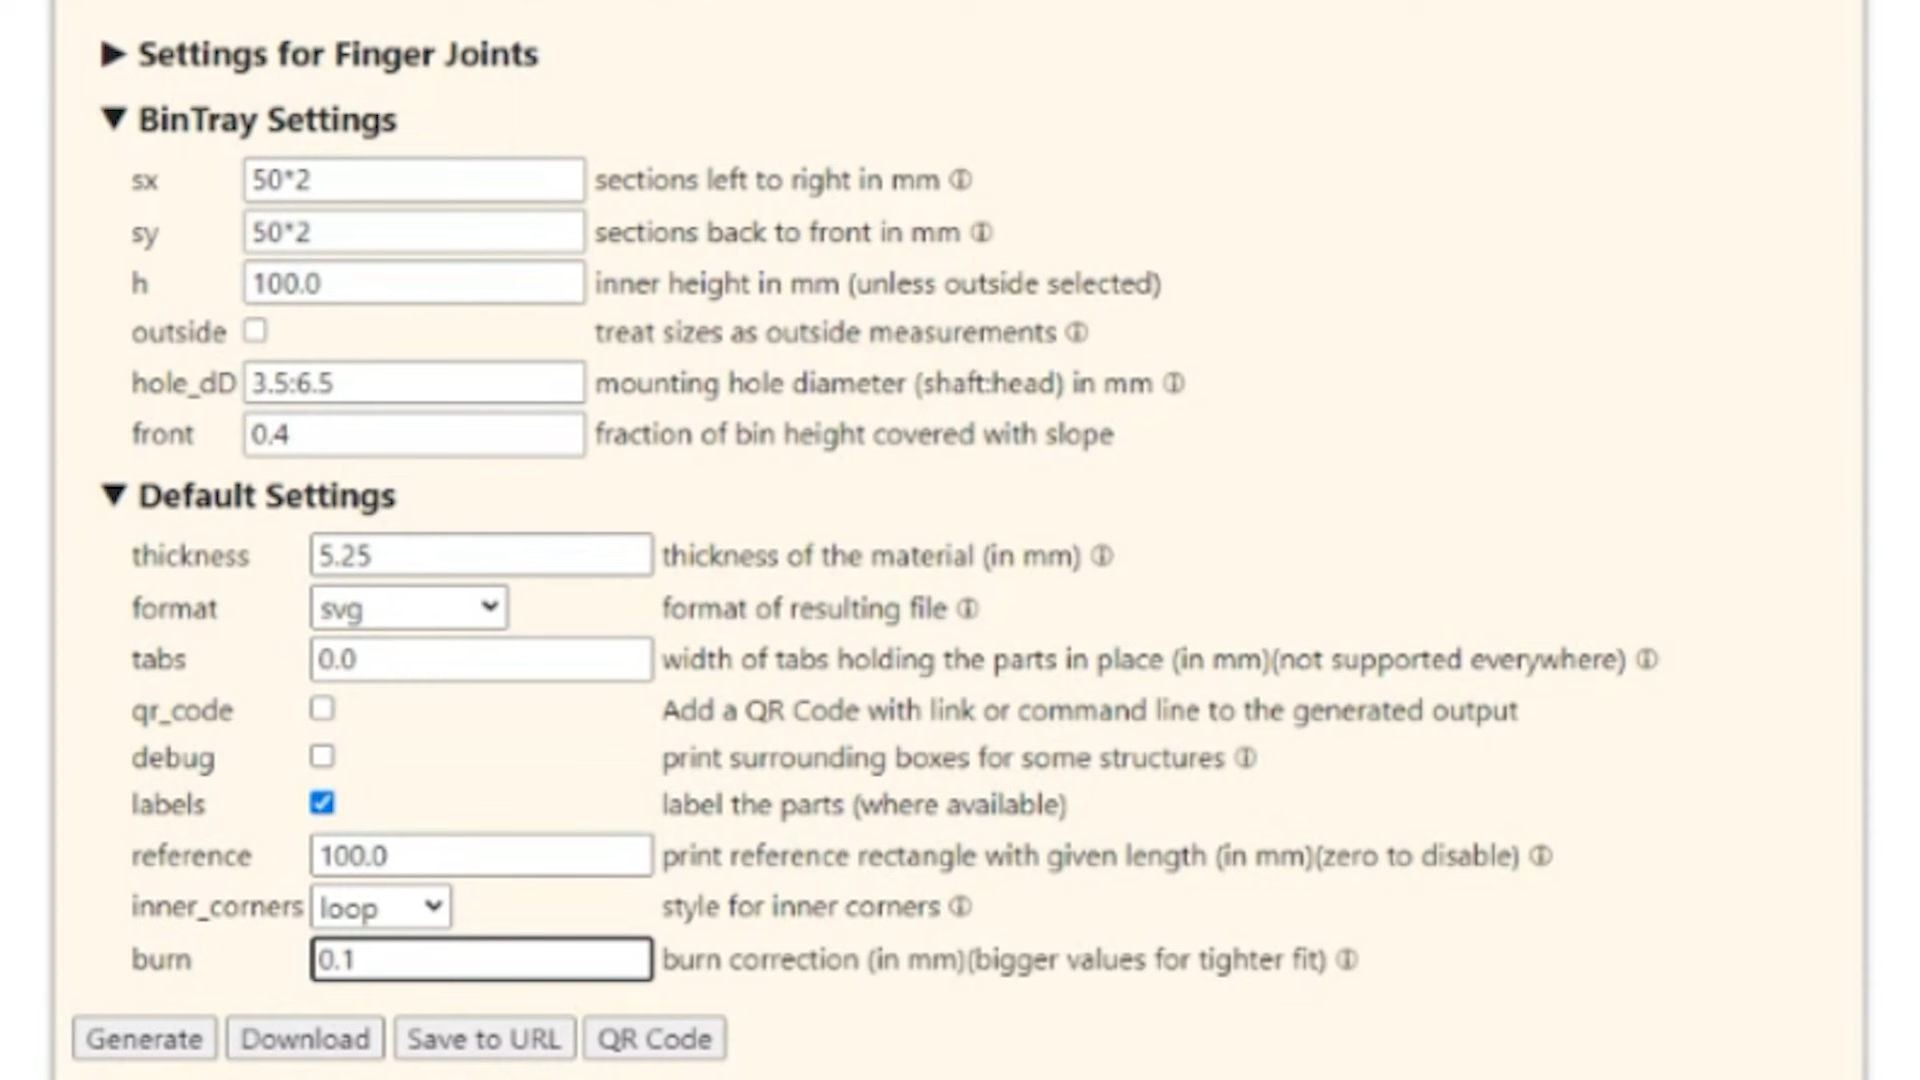 ▶ Settings for Finger Joints
▼ BinTray Settings
sx 50*2 sections left to right in mm ⓘ
sy 50*2 sections back to front in mm ⓘ
h 100.0 inner height in mm (unless outside selected)
outside treat sizes as outside measurements ⓘ
hole_dD 3.5:6.5 mounting hole diameter (shaft:head) in mm ⓘ
front 0.4 fraction of bin height covered with slope
▼ Default Settings
thickness 5.25 thickness of the material (in mm) ⓘ
format svg format of resulting file ⓘ
tabs 0.0 width of tabs holding the parts in place (in mm)(not supported everywhere) ⓘ
qr_code Add a QR Code with link or command line to the generated output
debug print surrounding boxes for some structures ⓘ
labels label the parts (where available)
reference 100.0 print reference rectangle with given length (in mm)(zero to disable) ⓘ
inner_corners loop style for inner corners ⓘ
burn 0.1 burn correction (in mm)(bigger values for tighter fit) ⓘ
Generate Download Save to URL QR Code